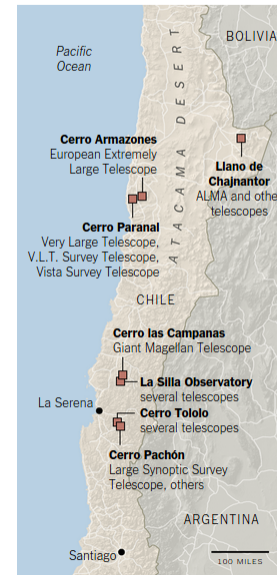 BOLIVIA
Pacific
Ocean
ATACAMA DESERT
Cerro Armazones
European Extremely
Large Telescope
Llano de
Chajnantor
ALMA and othe
telescopes
Cerro Paranal
Very Large Telescope,
V.L.T. Survey Telescope,
Vista Survey Telescope
CHILE
Cerro las Campanas
Giant Magellan Telescope
La Silla Observatory
several telescopes
La Serena
Cerro Tololo
several telescopes
Cerro Pachón
Large Synoptic Survey
Telescope, others
ARGENTINA
Santiago
100 MILES